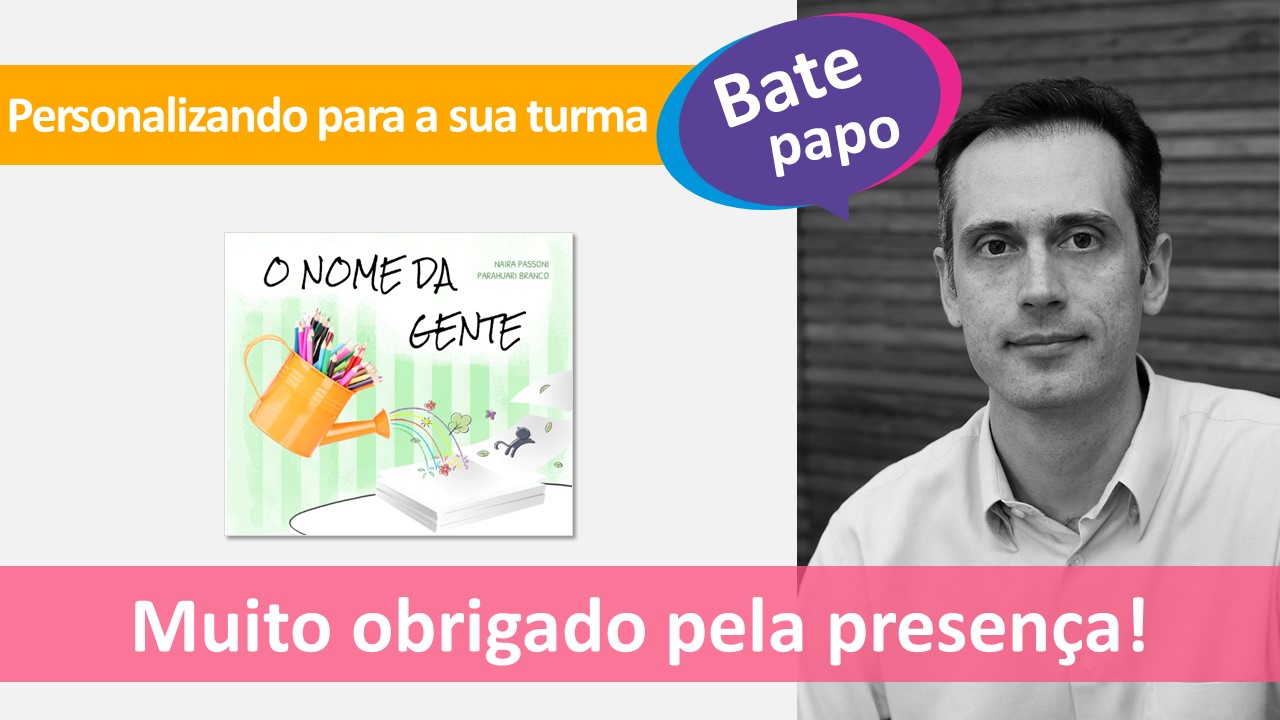 Personalizando para a sua turma
Bate
papo
O NOME DA
GENTE
NAIRA PASSONI
PARAHUARI BRANCO
Muito obrigado pela presença!